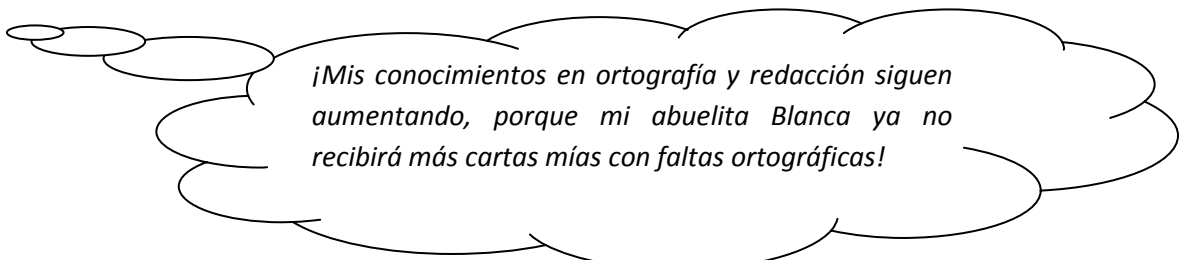 ¡Mis conocimientos en ortografía y redacción siguen
aumentando, porque mi abuelita Blanca ya no
recibirá más cartas mías con faltas ortográficas!